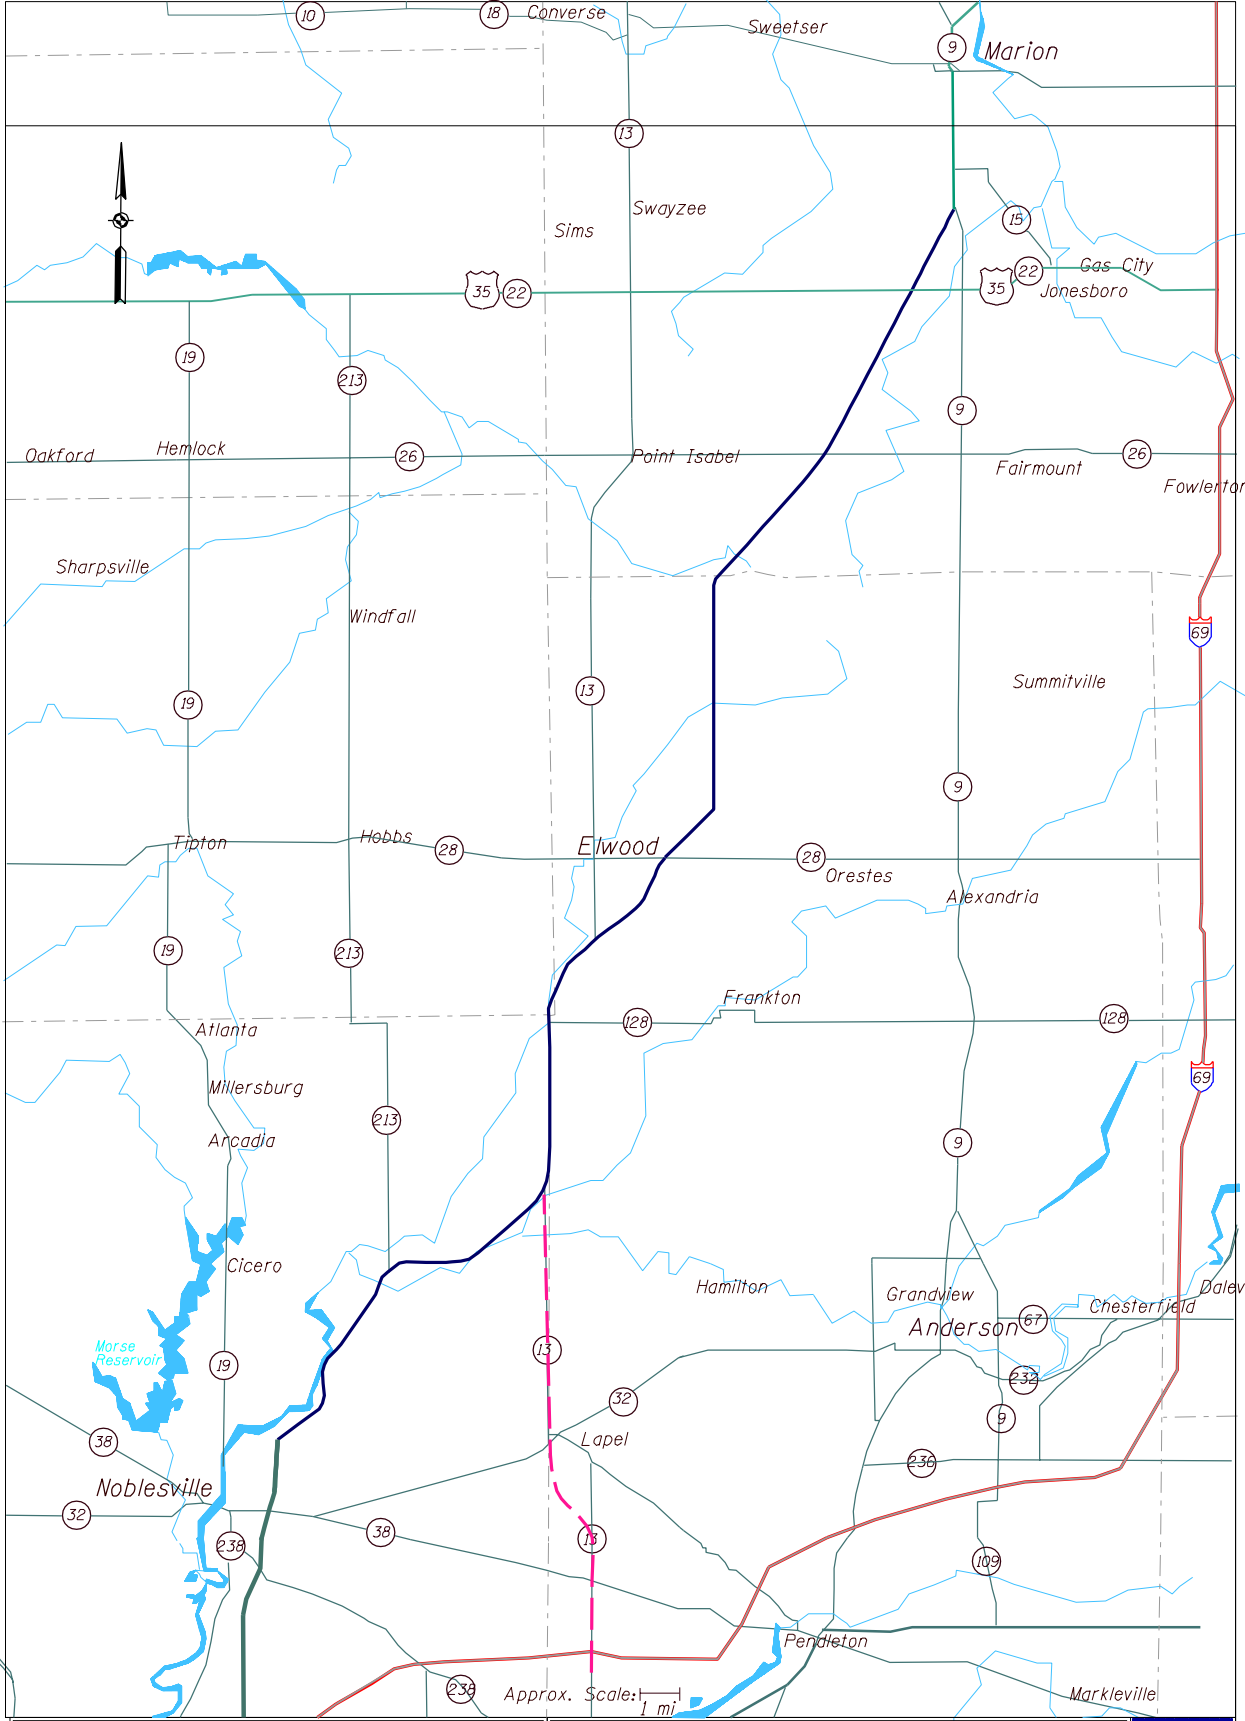 10
18
Converse
Sweetser
9
Marion
13
Swayzee
Sims
15
22
Gas City
35
22
35
Jonesboro
19
213
9
Oakford
Hemlock
26
Point Isabel
Fairmount
26
Fowlerton
Sharpsville
Windfall
69
Summitville
19
13
9
Tipton
Hobbs
28
Elwood
28
Orestes
Alexandria
19
213
Frankton
128
128
Atlanta
Millersburg
69
213
Arcadia
9
Cicero
Hamilton
Grandview
Dalev
Chesterfield
Anderson
67
Morse
Reservoir
19
13
232
32
9
38
Lapel
236
Noblesville
32
38
13
238
109
Pendleton
238
Approx. Scale:
1 mi
Markleville